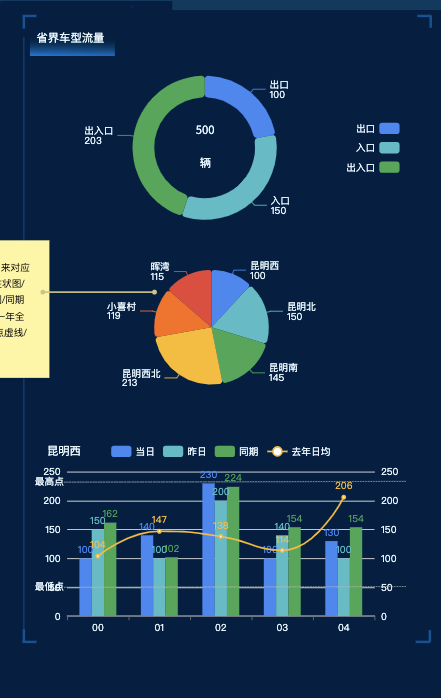 省界车型流量
出口
100
出入口
203
500
辆
出口
入口
出入口
入口
150
来对应
状图/
/同期
一年全
点虚线/
晖湾
115
昆明西
100
小喜村
119
昆明北
150
昆明西北
213
昆明南
145
昆明西
当日
昨日
同期
去年日均
250 250
最高点
200 200
150 150
100 100
最低点
50 50
0 0
100 150 162 104
140 100 102 147
230 200 224 138
100 140 154 114
130 100 154 206
00 01 02 03 04